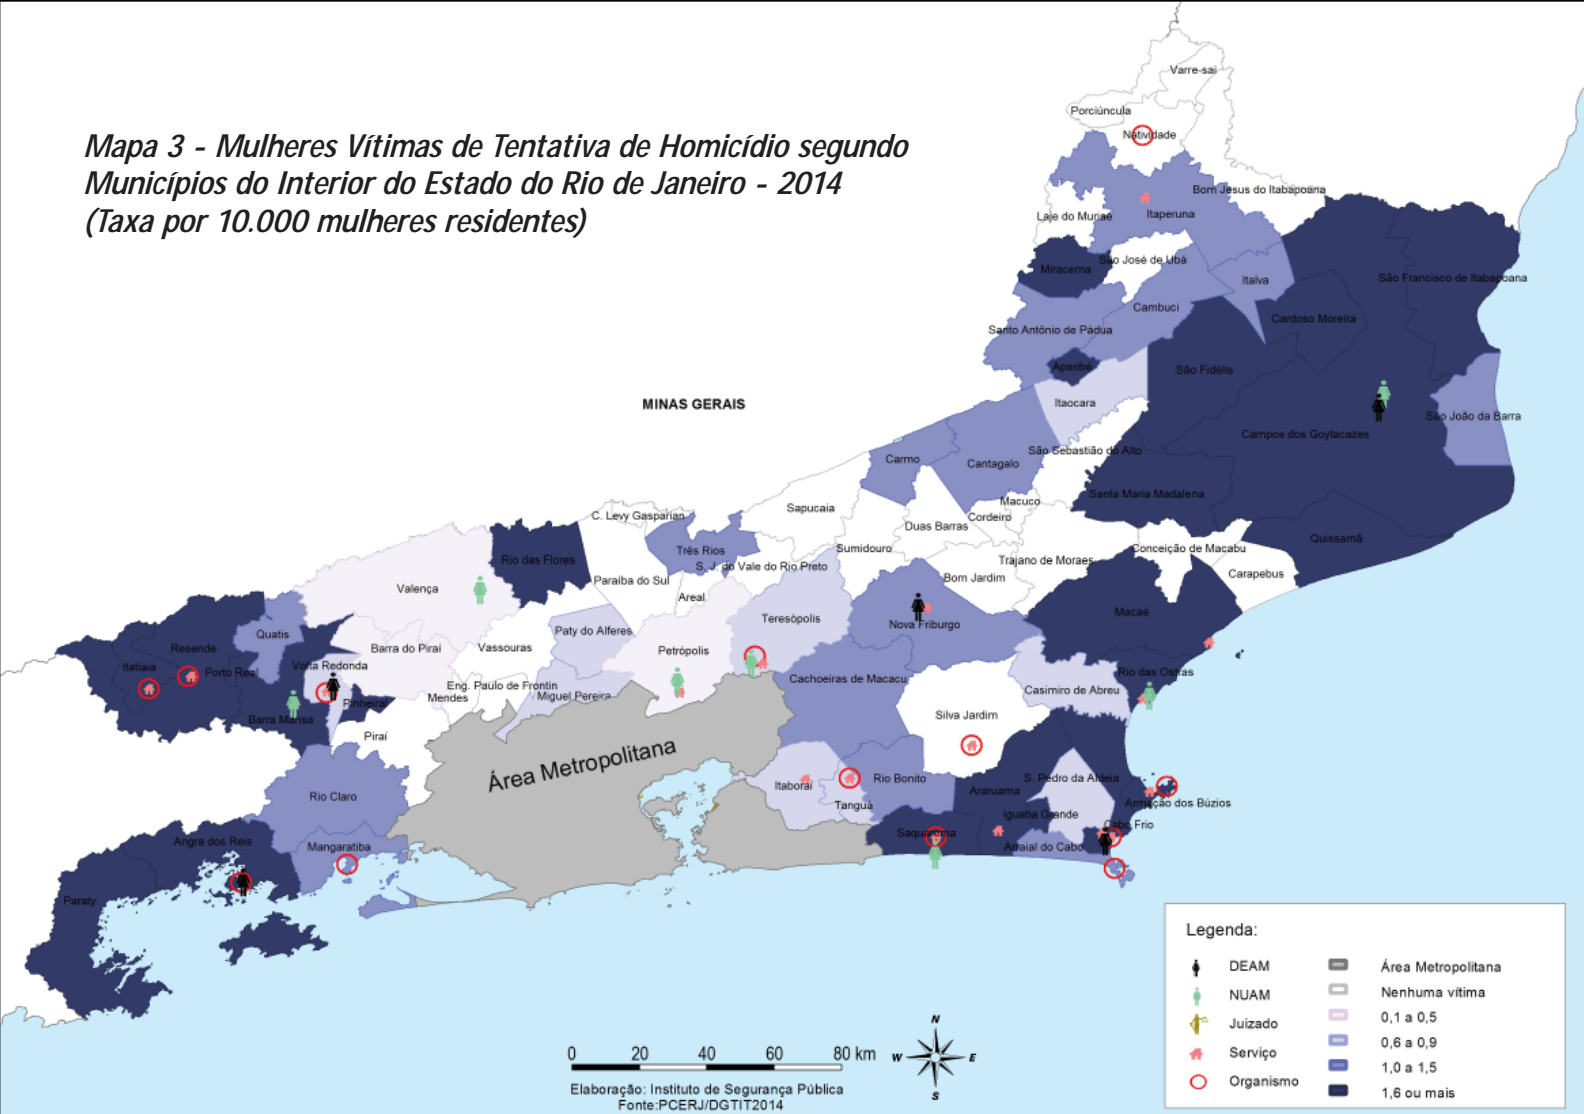 Mapa 3 - Mulheres Vítimas de Tentativa de Homicídio segundo
Municípios do Interior do Estado do Rio de Janeiro - 2014
(Taxa por 10.000 mulheres residentes)
Varre-sai
Porciúncula
Natividade
Bom Jesus do Itabapoana
Laje do Muriaé
Itaperuna
São José de Ubá
Miracema
Italva
São Francisco de Itabapoana
Cambuci
Cardoso Moreira
Santo Antônio de Pádua
Aperibé
São Fidélis
MINAS GERAIS
Itaocara
São João da Barra
Campos dos Goytacazes
São Sebastião do Alto
Carmo
Cantagalo
Santa Maria Madalena
Macuco
Sapucaia
C. Levy Gasparian
Cordeiro
Duas Barras
Quissamã
Três Rios
Sumidouro
Conceição de Macabu
Rio das Flores
Trajano de Moraes
S. J. do Vale do Rio Preto
Carapebus
Paraíba do Sul
Bom Jardim
Valença
Areal
Macaé
Teresópolis
Nova Friburgo
Paty do Alferes
Quatis
Barra do Piraí
Vassouras
Petrópolis
Resende
Itatiaia
Volta Redonda
Porto Real
Rio das Ostras
Cachoeiras de Macacu
Eng. Paulo de Frontin
Casimiro de Abreu
Mendes
Miguel Pereira
Pinheiral
Silva Jardim
Barra Mansa
Piraí
Área Metropolitana
S. Pedro da Aldeia
Rio Bonito
Itaboraí
Araruama
Rio Claro
Tanguá
Armação dos Búzios
Iguaba Grande
Cabo Frio
Saquarema
Angra dos Reis
Mangaratiba
Arraial do Cabo
Paraty
Legenda:
DEAM
NUAM
Juizado
Serviço
Organismo
Área Metropolitana
Nenhuma vítima
0,1 a 0,5
0,6 a 0,9
1,0 a 1,5
1,6 ou mais
N
W
E
S
0 20 40 60 80 km
Elaboração: Instituto de Segurança Pública
Fonte:PCERJ/DGTIT2014